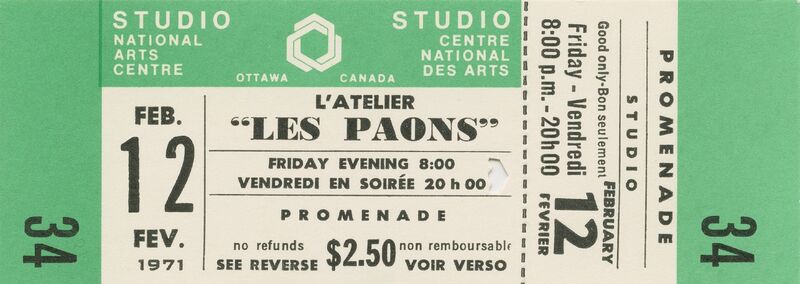 34
STUDIO
NATIONAL
ARTS
CENTRE
OTTAWA CANADA
STUDIO
CENTRE
NATIONAL
DES ARTS
FEB.
12
FEV.
1971
L'ATELIER
"LES PAONS"
FRIDAY EVENING 8:00
VENDREDI EN SOIRÉE 20 h 00
PROMENADE
no refunds $2.50 non remboursable
SEE REVERSE VOIR VERSO
PROMENADE
STUDIO
Good only-Bon seulement
FEBRUARY
12
FÉVRIER
Friday - Vendredi
8:00 p.m. - 20h00
34